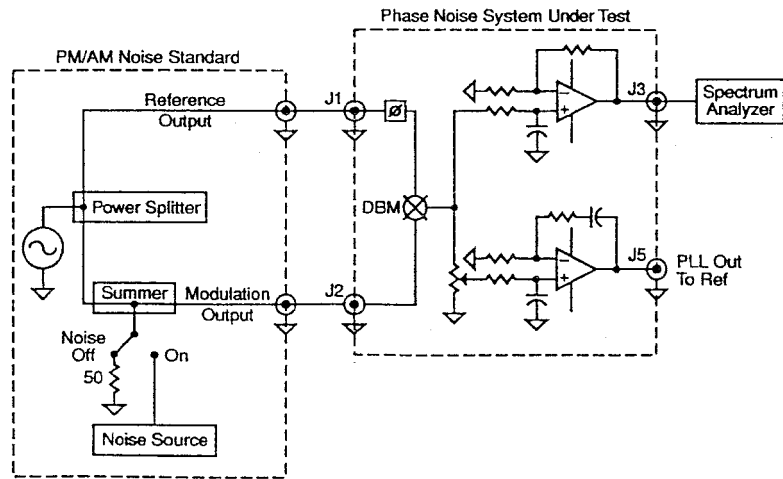 Phase Noise System Under Test
PM/AM Noise Standard
Reference
Output
J1
ø
J3
Spectrum
Analyzer
−
+
DBM
Power Splitter
Summer
Modulation
Output
J2
−
+
J5
PLL Out
To Ref
Noise
Off
On
50
Noise Source